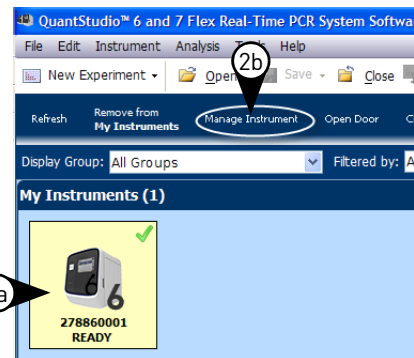 QuantStudio™ 6 and 7 Flex Real-Time PCR System Softwa
File Edit Instrument Analysis Help
2b
New Experiment Save Close
Refresh Remove from My Instruments Manage Instrument Open Door C
Display Group: All Groups Filtered by: A
My Instruments (1)
6
a
278860001
READY